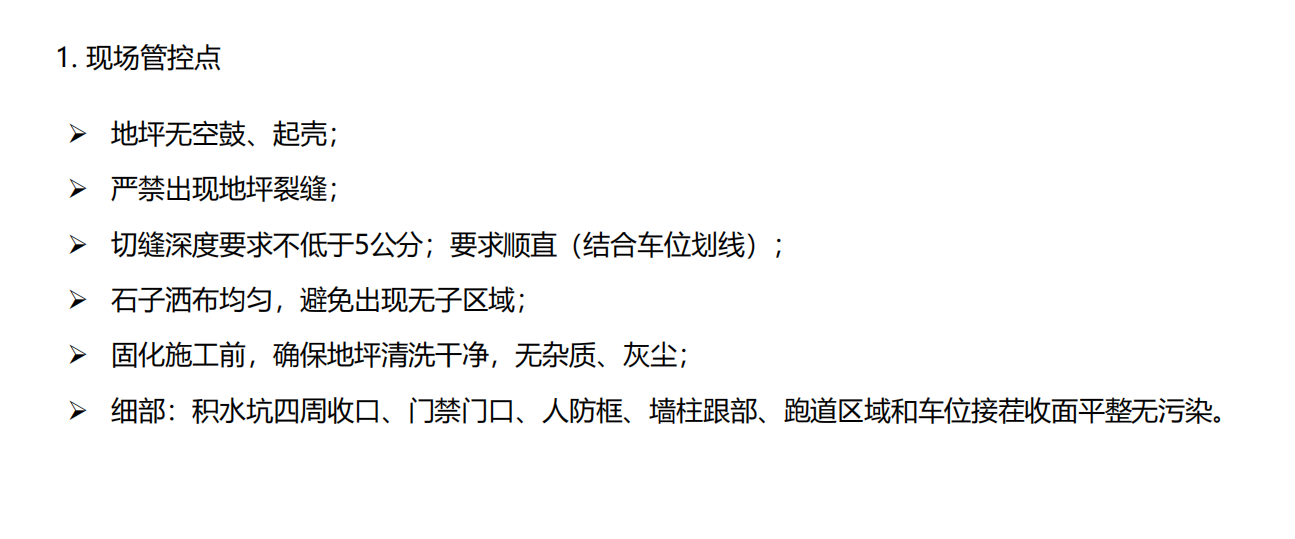 1. 现场管控点
➢ 地坪无空鼓、起壳；
➢ 严禁出现地坪裂缝；
➢ 切缝深度要求不低于5公分；要求顺直（结合车位划线）；
➢ 石子洒布均匀，避免出现无子区域；
➢ 固化施工前，确保地坪清洗干净，无杂质、灰尘；
➢ 细部：积水坑四周收口、门禁门口、人防框、墙柱跟部、跑道区域和车位接茬收面平整无污染。